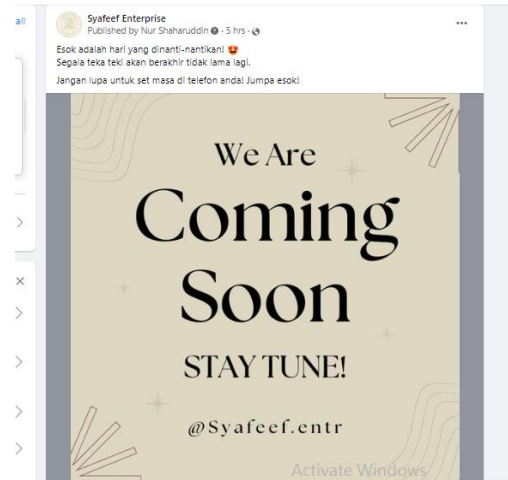 all
Syafeef Enterprise
Published by Nur Shaharuddin · 5 hrs ·
Esok adalah hari yang dinanti-nantikan! 🤩
Segala teka teki akan berakhir tidak lama lagi.
Jangan lupa untuk set masa di telefon anda! Jumpa esok!
We Are
Coming
Soon
STAY TUNE!
@Syafeef.entr
Activate Windows